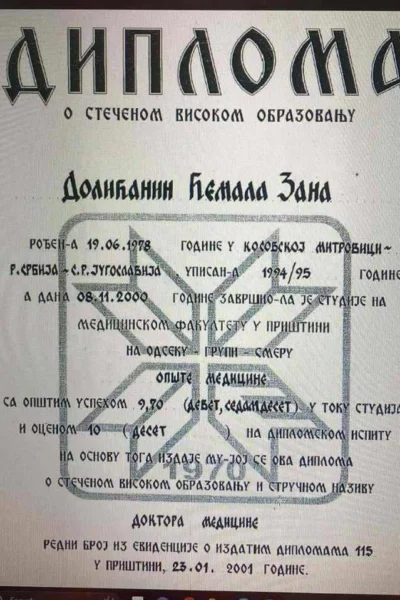 ДИПЛОМА
О СТЕЧЕНОМ ВИСОКОМ ОБРАЗОВАЊУ
Долићанин Ћемала Зана
РОЂЕН-А 19.06.1978 ГОДИНЕ У КОСОВСКОЈ МИТРОВИЦИ~
Р.СРБИЈА~С.Р.ЈУГОСЛАВИЈА , УПИСАН-А 1994/95 ГОДИНЕ
А ДАНА 08.11.2000 ГОДИНЕ ЗАВРШИО-ЛА ЈЕ СТУДИЈЕ НА
МЕДИЦИНСКОМ ФАКУЛТЕТУ У ПРИШТИНИ
НА ОДСЕКУ - ГРУПИ - СМЕРУ
ОПШТЕ МЕДИЦИНЕ
СА ОПШТИМ УСПЕХОМ 9,70 (ДЕВЕТ,СЕДАМДЕСЕТ) У ТОКУ СТУДИЈА
И ОЦЕНОМ 10 (ДЕСЕТ ) НА ДИПЛОМСКОМ ИСПИТУ
НА ОСНОВУ ТОГА ИЗДАЈЕ МУ-ЈОЈ СЕ ОВА ДИПЛОМА
1970
О СТЕЧЕНОМ ВИСОКОМ ОБРАЗОВАЊУ И СТРУЧНОМ НАЗИВУ
ДОКТОРА МЕДИЦИНЕ
РЕДНИ БРОЈ ИЗ ЕВИДЕНЦИЈЕ О ИЗДАТИМ ДИПЛОМАМА 115
У ПРИШТИНИ, 23.01. 2001 ГОДИНЕ.